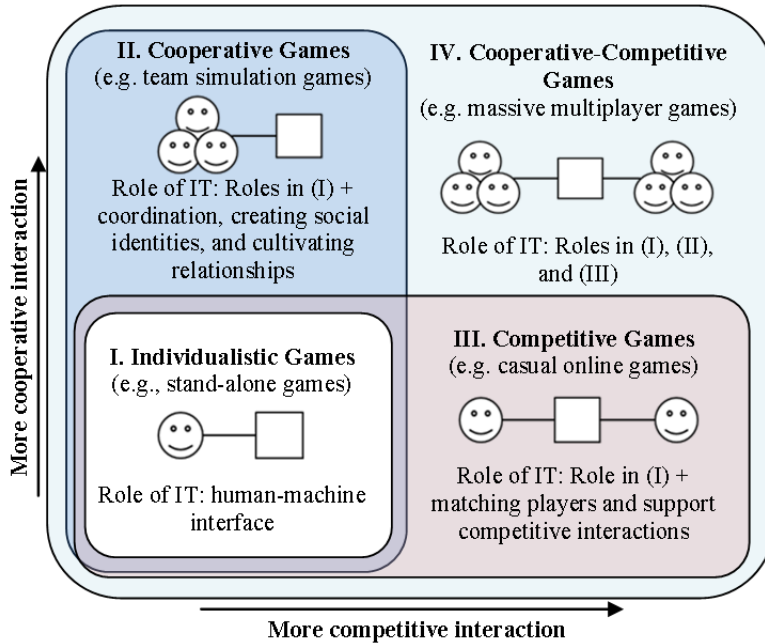 II. Cooperative Games
(e.g. team simulation games)
Role of IT: Roles in (I) +
coordination, creating social
identities, and cultivating
relationships
IV. Cooperative-Competitive
Games
(e.g. massive multiplayer games)
Role of IT: Roles in (I), (II),
and (III)
I. Individualistic Games
(e.g., stand-alone games)
Role of IT: human-machine
interface
III. Competitive Games
(e.g. casual online games)
Role of IT: Role in (I) +
matching players and support
competitive interactions
More cooperative interaction
More competitive interaction